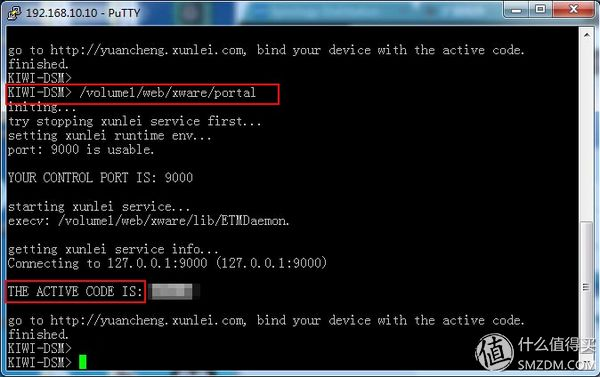 192.168.10.10 - PuTTY
go to http://yuancheng.xunlei.com, bind your device with the active code.
finished.
KIWI-DSM>
KIWI-DSM> /volume1/web/xware/portal
initing...
try stopping xunlei service first...
setting xunlei runtime env...
port: 9000 is usable.
YOUR CONTROL PORT IS: 9000
starting xunlei service...
execv: /volume1/web/xware/lib/ETMDaemon.
getting xunlei service info...
Connecting to 127.0.0.1:9000 (127.0.0.1:9000)
THE ACTIVE CODE IS:
go to http://yuancheng.xunlei.com, bind your device with the active code.
finished.
KIWI-DSM>
KIWI-DSM>
值 什么值得买
SMZDM.COM